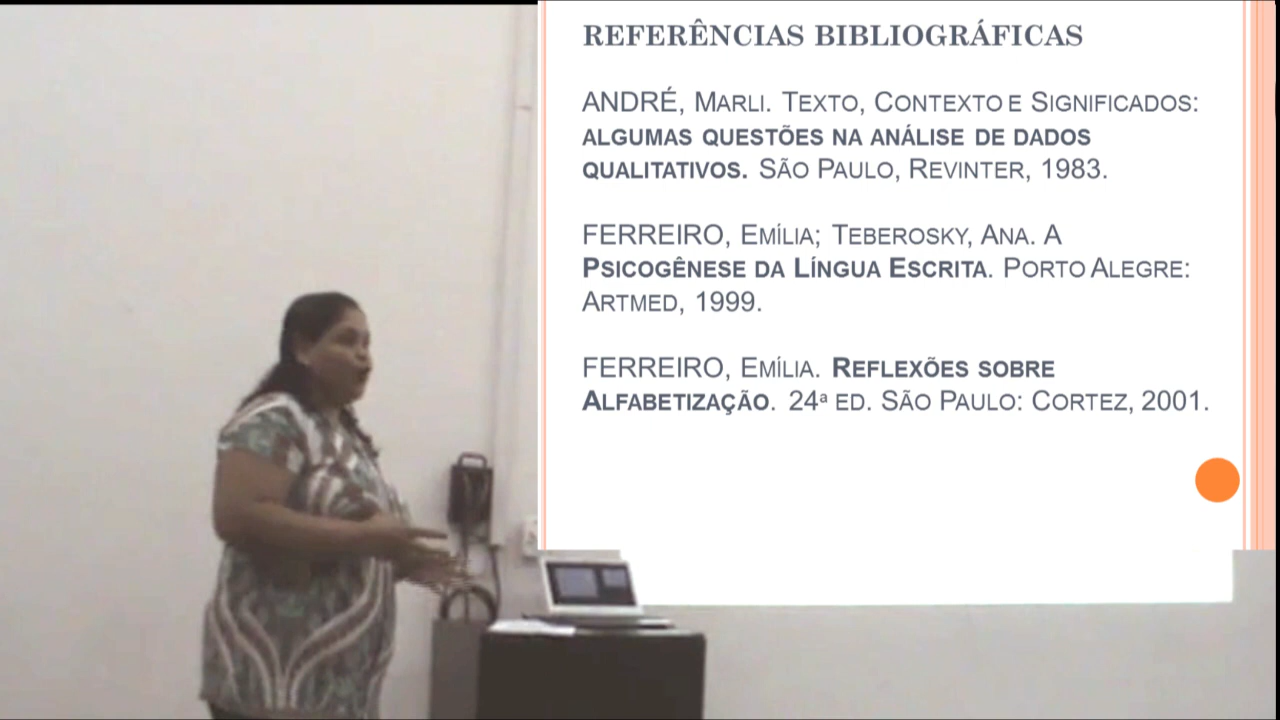 REFERÊNCIAS BIBLIOGRÁFICAS
ANDRÉ, MARLI. TEXTO, CONTEXTO E SIGNIFICADOS:
ALGUMAS QUESTÕES NA ANÁLISE DE DADOS
QUALITATIVOS. SÃO PAULO, REVINTER, 1983.
FERREIRO, EMÍLIA; TEBEROSKY, ANA. A
PSICOGÊNESE DA LÍNGUA ESCRITA. PORTO ALEGRE:
ARTMED, 1999.
FERREIRO, EMÍLIA. REFLEXÕES SOBRE
ALFABETIZAÇÃO. 24ª ED. SÃO PAULO: CORTEZ, 2001.